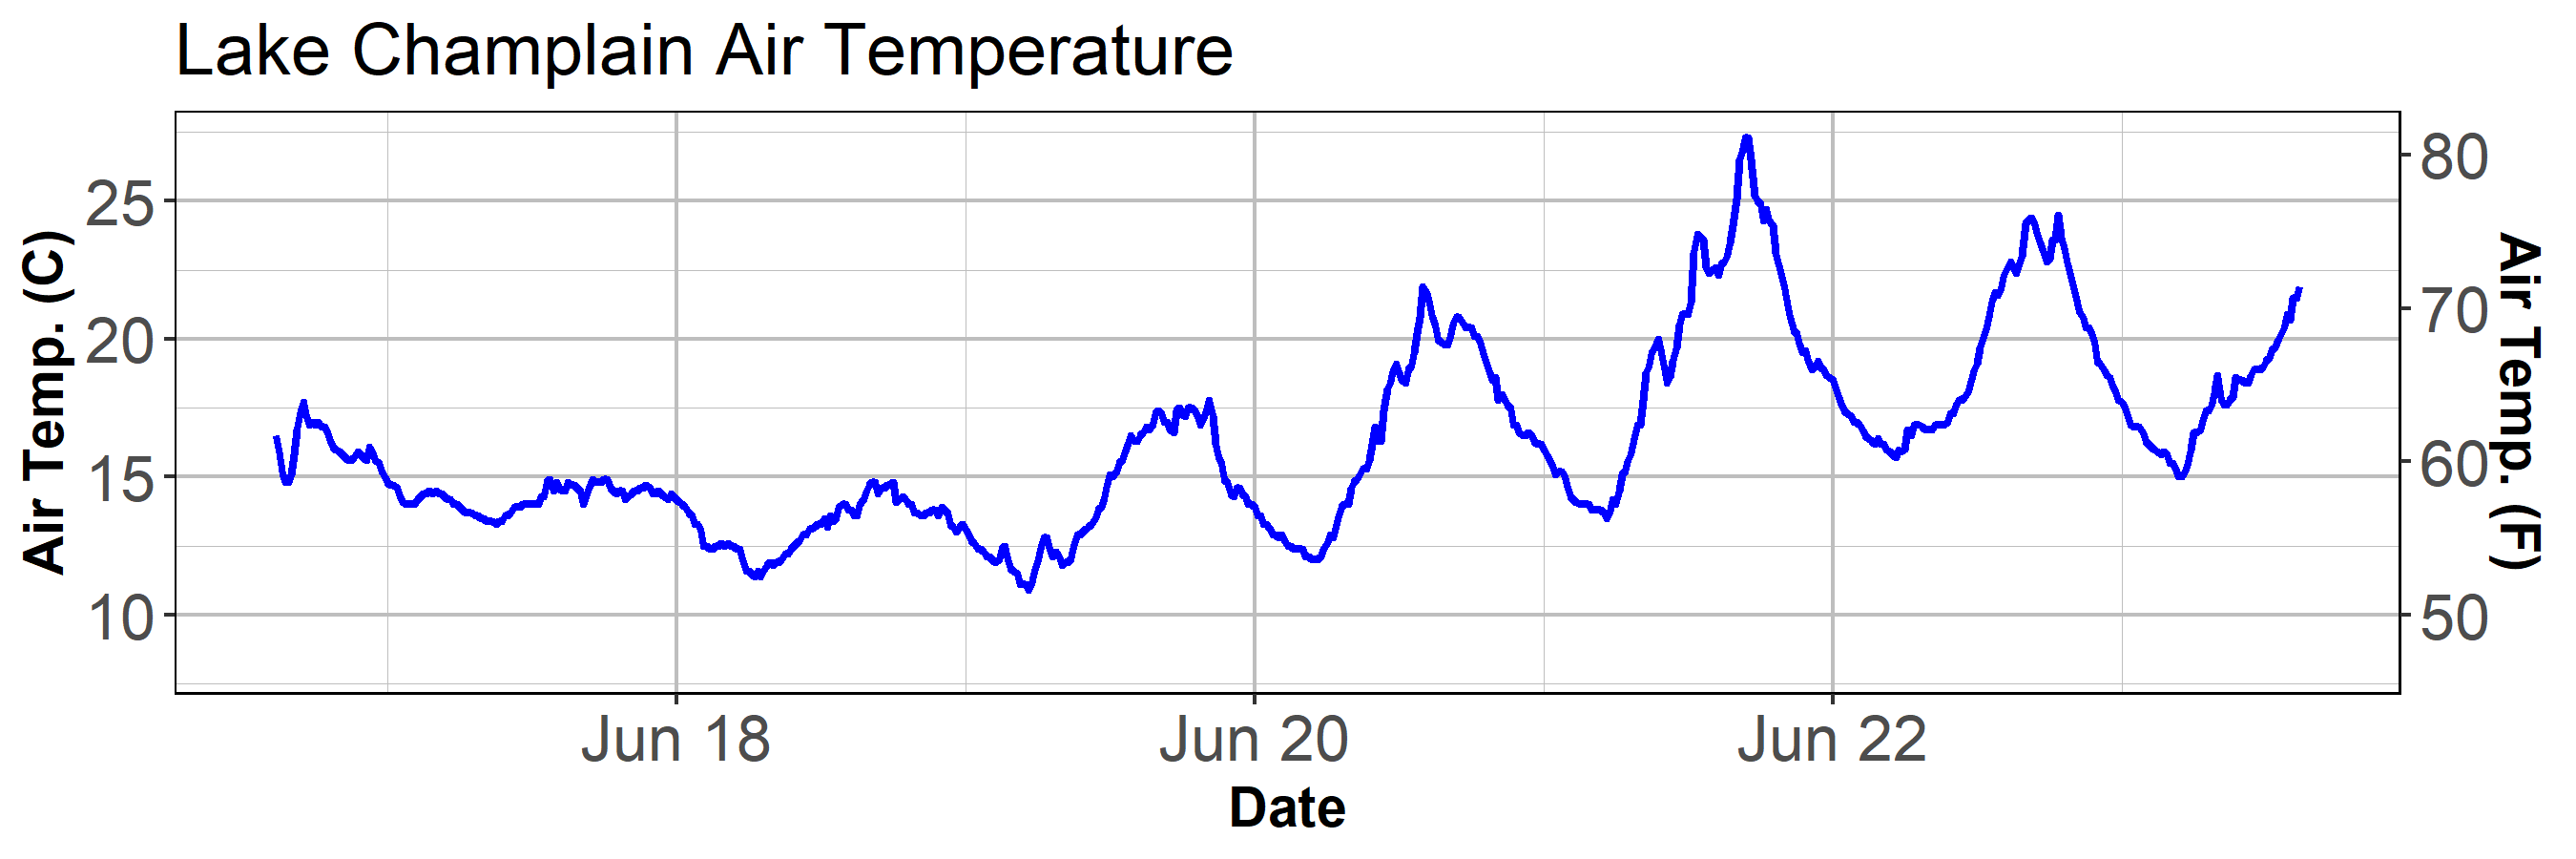 Lake Champlain Air Temperature
Air Temp. (C)
25
20
15
10
80
70
60
50
Air Temp. (F)
Jun 18
Jun 20
Jun 22
Date